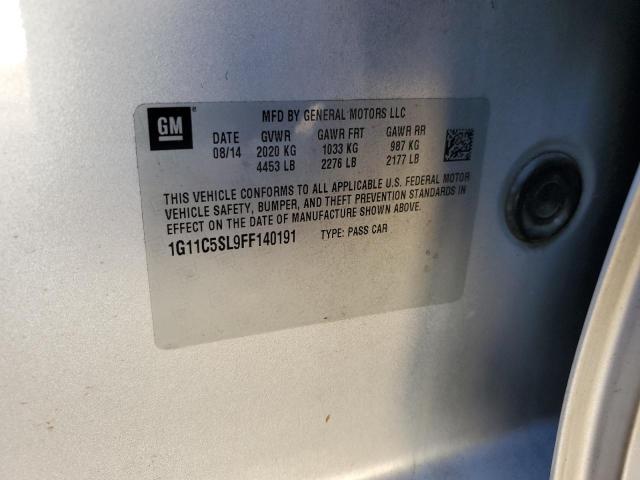 GM
MFD BY GENERAL MOTORS LLC
DATE GVWR GAWR FRT GAWR RR
08/14 2020 KG 1033 KG 987 KG
4453 LB 2276 LB 2177 LB
THIS VEHICLE CONFORMS TO ALL APPLICABLE U.S. FEDERAL MOTOR
VEHICLE SAFETY, BUMPER, AND THEFT PREVENTION STANDARDS IN
EFFECT ON THE DATE OF MANUFACTURE SHOWN ABOVE.
1G11C5SL9FF140191 TYPE: PASS CAR